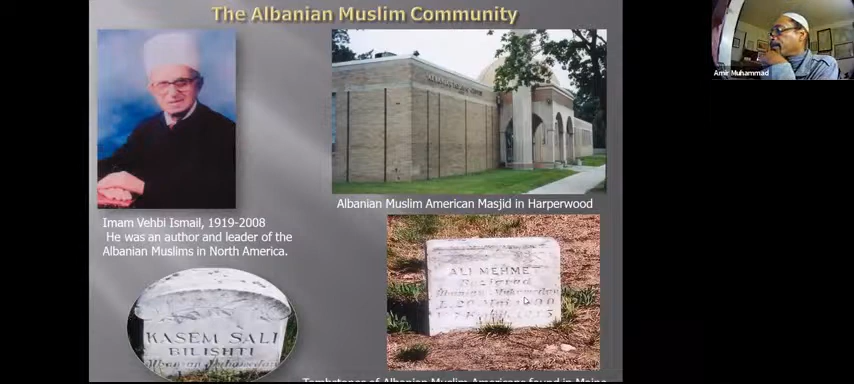 The Albanian Muslim Community
Amir Muhammad
Albanian Muslim American Masjid in Harperwood
Imam Vehbi Ismail, 1919-2008
He was an author and leader of the
Albanian Muslims in North America.
ALI MEHMET
KASEM SALI
BILISHTI
Tombstones of Albanian Muslim Americans found in Maine